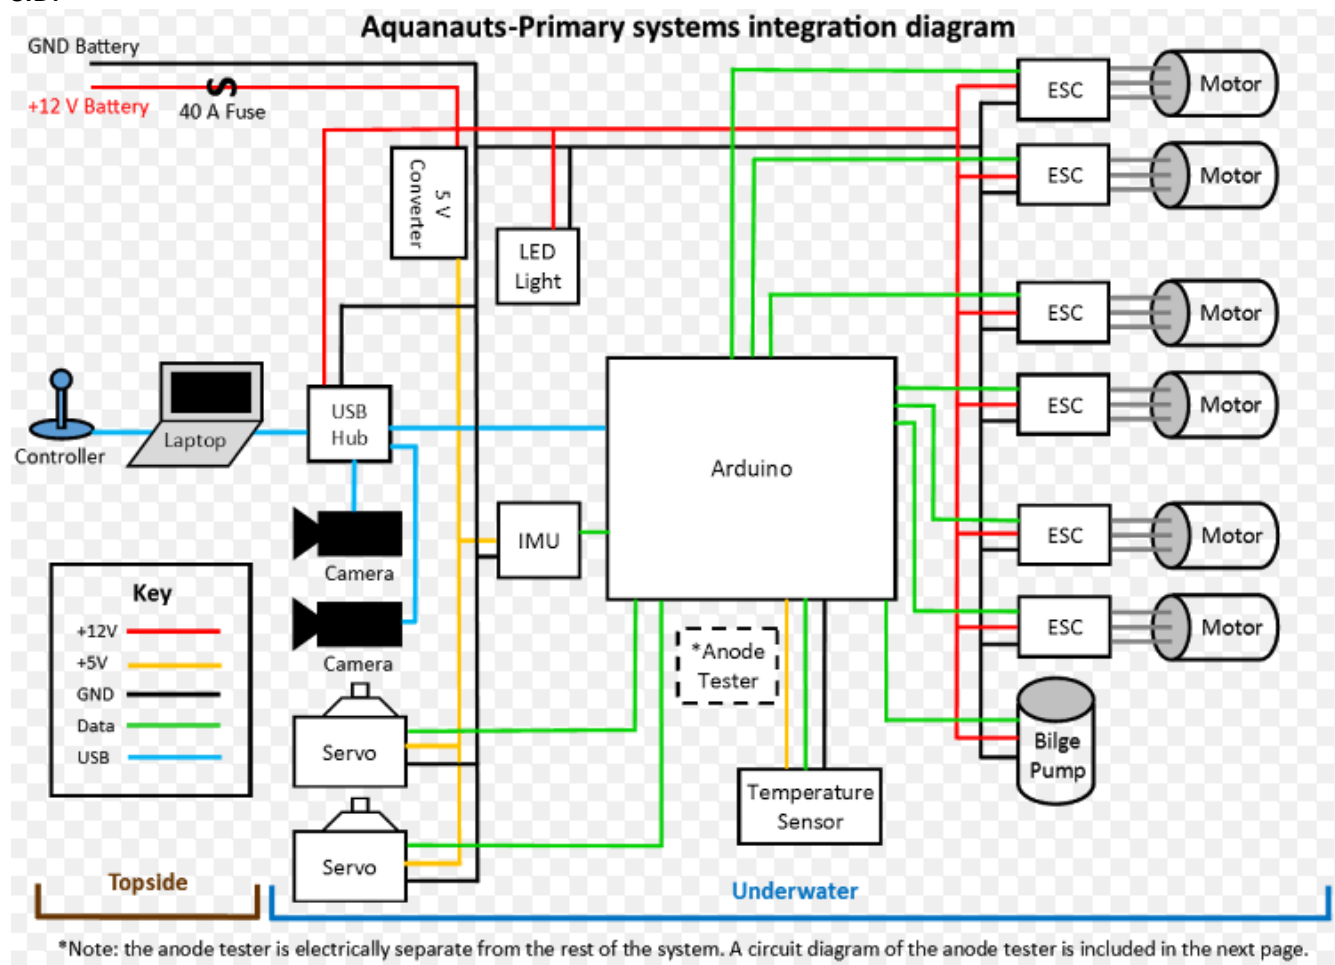 Aquanauts-Primary systems integration diagram
GND Battery
+12 V Battery
40 A Fuse
5 V
Converter
LED
Light
ESC
Motor
ESC
Motor
ESC
Motor
ESC
Motor
ESC
Motor
ESC
Motor
Controller
Laptop
USB
Hub
Arduino
IMU
Camera
Camera
Key
+12V
+5V
GND
Data
USB
*Anode
Tester
Servo
Servo
Temperature
Sensor
Bilge
Pump
Topside
Underwater
*Note: the anode tester is electrically separate from the rest of the system. A circuit diagram of the anode tester is included in the next page.